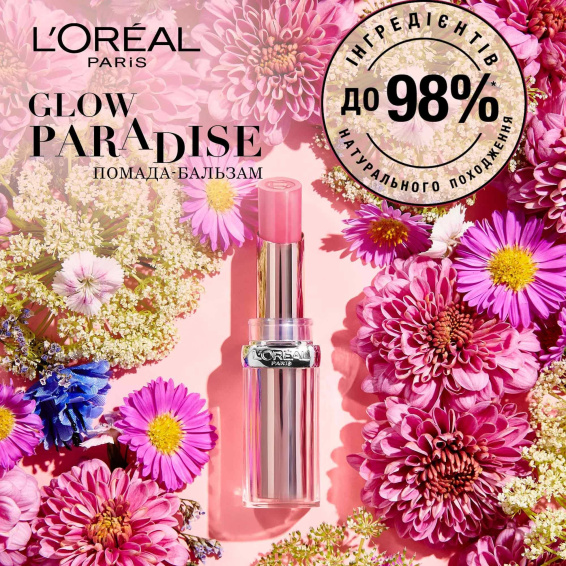 L'ORÉAL
PARiS
GLOW
PARADISE
ПОМАДА-БАЛЬЗАМ
ІНГРЕДІЄНТІВ
ДО 98%*
НАТУРАЛЬНОГО ПОХОДЖЕННЯ
L'ORÉAL
PARiS